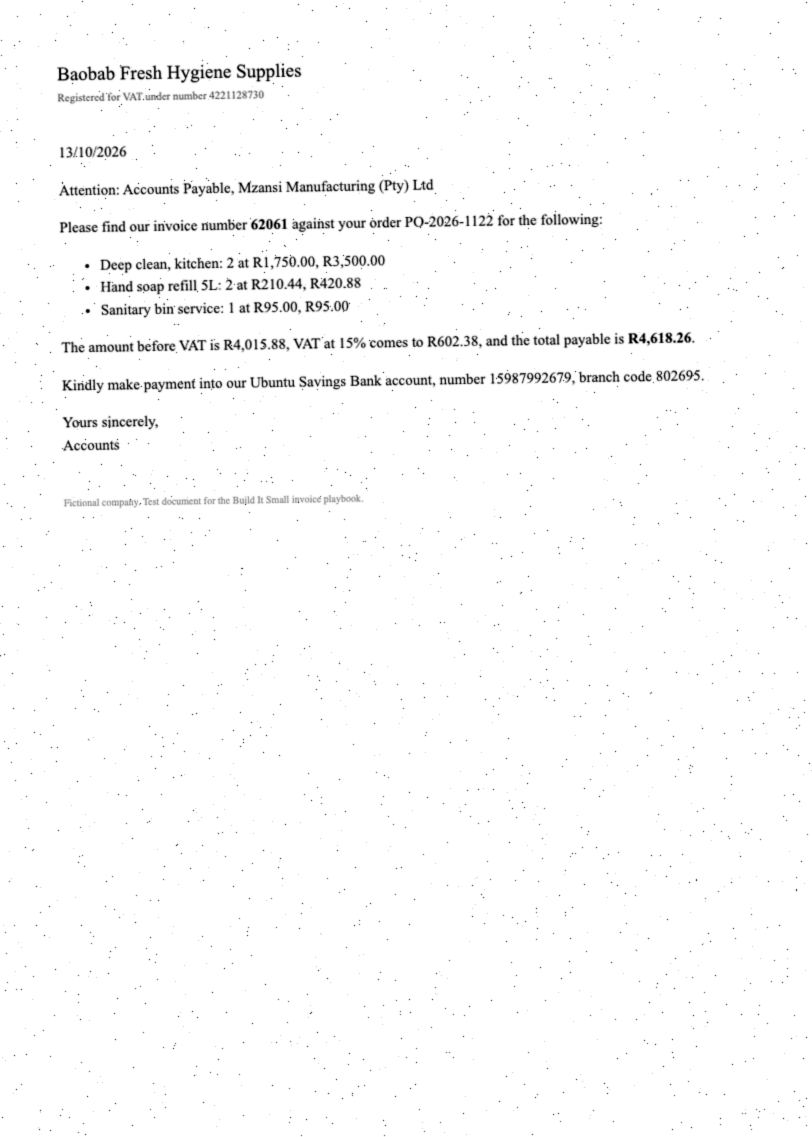 Baobab Fresh Hygiene Supplies
Registered for VAT under number 4221128730
13/10/2026
Attention: Accounts Payable, Mzansi Manufacturing (Pty) Ltd
Please find our invoice number 62061 against your order PO-2026-1122 for the following:
• Deep clean, kitchen: 2 at R1,750.00, R3,500.00
• Hand soap refill 5L: 2 at R210.44, R420.88
• Sanitary bin service: 1 at R95.00, R95.00
The amount before VAT is R4,015.88, VAT at 15% comes to R602.38, and the total payable is R4,618.26.
Kindly make payment into our Ubuntu Savings Bank account, number 15987992679, branch code 802695.
Yours sincerely,
Accounts
Fictional company. Test document for the Build It Small invoice playbook.